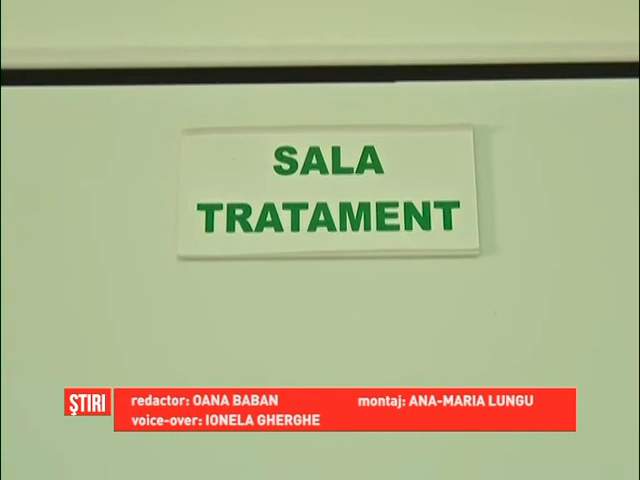 SALA
TRATAMENT
ŞTIRI
redactor: OANA BABAN
montaj: ANA-MARIA LUNGU
voice-over: IONELA GHERGHE